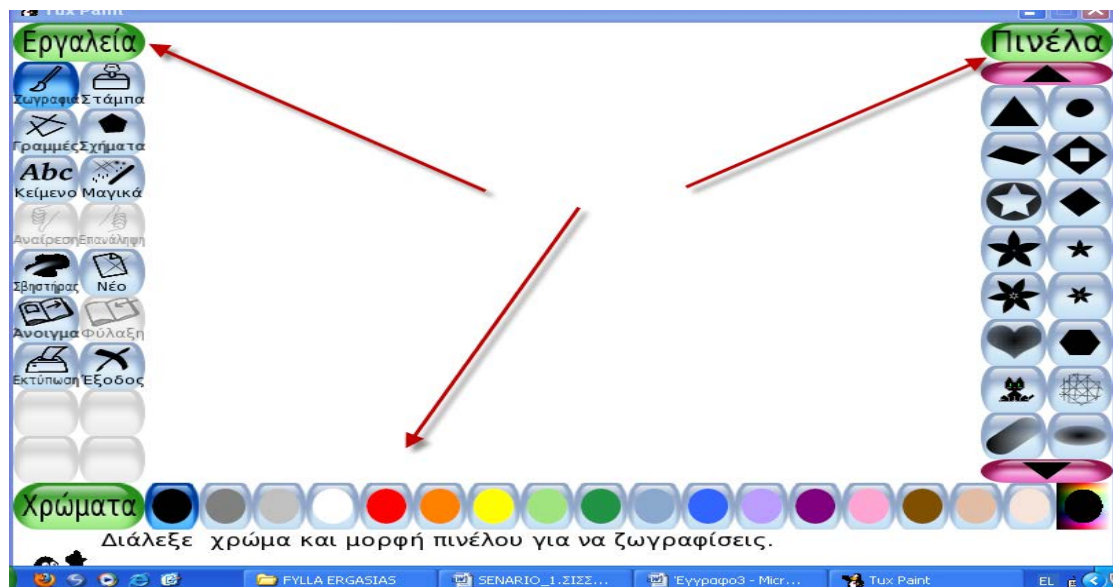 Tux Paint
Εργαλεία
Πινέλα
Ζωγραφιά Στάμπα
Γραμμές Σχήματα
Abc
Κείμενο Μαγικά
Αναίρεση Επανάληψη
Σβηστήρας Νέο
Άνοιγμα Φύλαξη
Εκτύπωση Έξοδος
Χρώματα
Διάλεξε χρώμα και μορφή πινέλου για να ζωγραφίσεις.
FYLLA ERGASIAS
SENARIO_1.ΣΙΣΣ...
Έγγραφο3 - Micr...
Tux Paint
EL